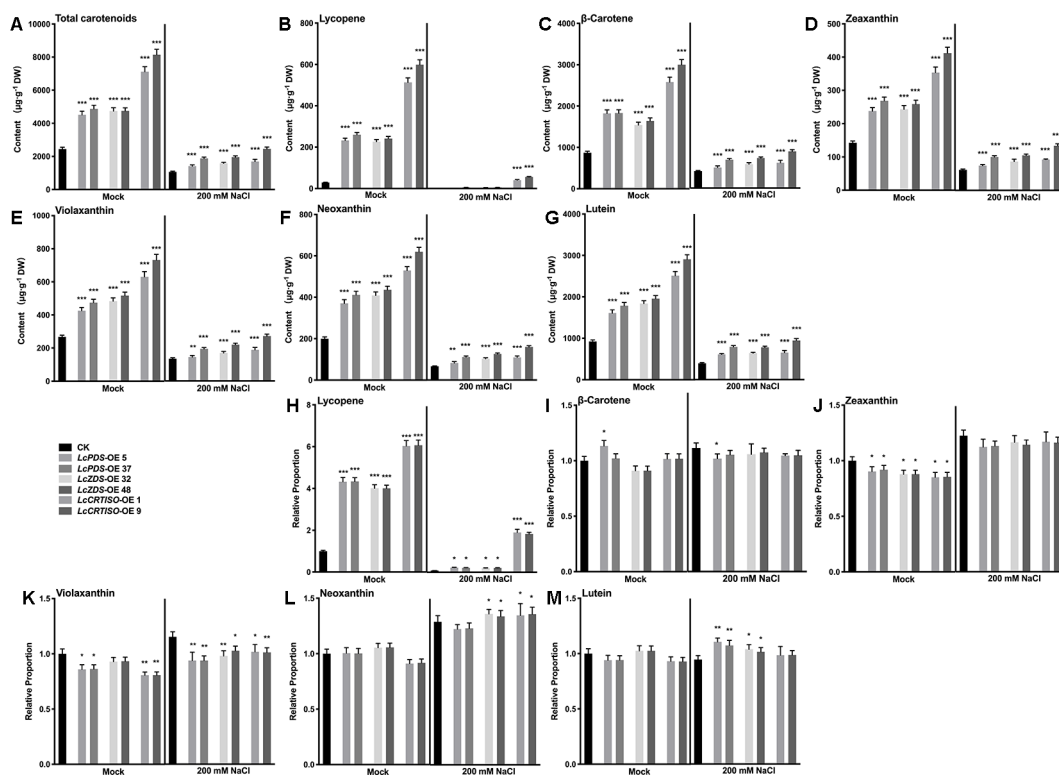 A Total carotenoids
Content (μg·g-1 DW)
10000
8000
6000
4000
2000
0
*** *** *** *** *** ***
*** *** *** *** *** ***
Mock
200 mM NaCl
B Lycopene
Content (μg·g-1 DW)
800
600
400
200
0
*** *** *** *** *** ***
*** ***
Mock
200 mM NaCl
C β-Carotene
Content (μg·g-1 DW)
4000
3000
2000
1000
0
*** *** *** *** *** ***
*** *** *** *** *** ***
Mock
200 mM NaCl
D Zeaxanthin
Content (μg·g-1 DW)
500
400
300
200
100
0
*** *** *** *** *** ***
*** *** *** *** *** **
Mock
200 mM NaCl
E Violaxanthin
Content (μg·g-1 DW)
1000
800
600
400
200
0
*** *** *** *** *** ***
** *** *** *** *** ***
Mock
200 mM NaCl
F Neoxanthin
Content (μg·g-1 DW)
800
600
400
200
0
*** *** *** *** *** ***
** *** *** *** *** ***
Mock
200 mM NaCl
G Lutein
Content (μg·g-1 DW)
4000
3000
2000
1000
0
*** *** *** *** *** ***
*** *** *** *** *** ***
Mock
200 mM NaCl
CK
LcPDS-OE 5
LcPDS-OE 37
LcZDS-OE 32
LcZDS-OE 48
LcCRTISO-OE 1
LcCRTISO-OE 9
H Lycopene
Relative Proportion
8
6
4
2
0
*** *** *** *** *** ***
* * * * *** ***
Mock
200 mM NaCl
I β-Carotene
Relative Proportion
1.5
1.0
0.5
0.0
*
*
Mock
200 mM NaCl
J Zeaxanthin
Relative Proportion
1.5
1.0
0.5
0.0
* * * * * *
Mock
200 mM NaCl
K Violaxanthin
Relative Proportion
1.5
1.0
0.5
0.0
* * ** **
** ** ** * * **
Mock
200 mM NaCl
L Neoxanthin
Relative Proportion
1.5
1.0
0.5
0.0
* * * *
Mock
200 mM NaCl
M Lutein
Relative Proportion
1.5
1.0
0.5
0.0
** ** * *
Mock
200 mM NaCl